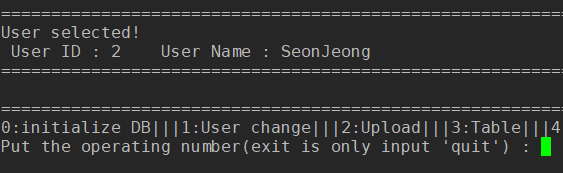 ================================================================
User selected!
 User ID : 2    User Name : SeonJeong
================================================================
================================================================
0:initialize DB|||1:User change|||2:Upload|||3:Table|||4
Put the operating number(exit is only input 'quit') :